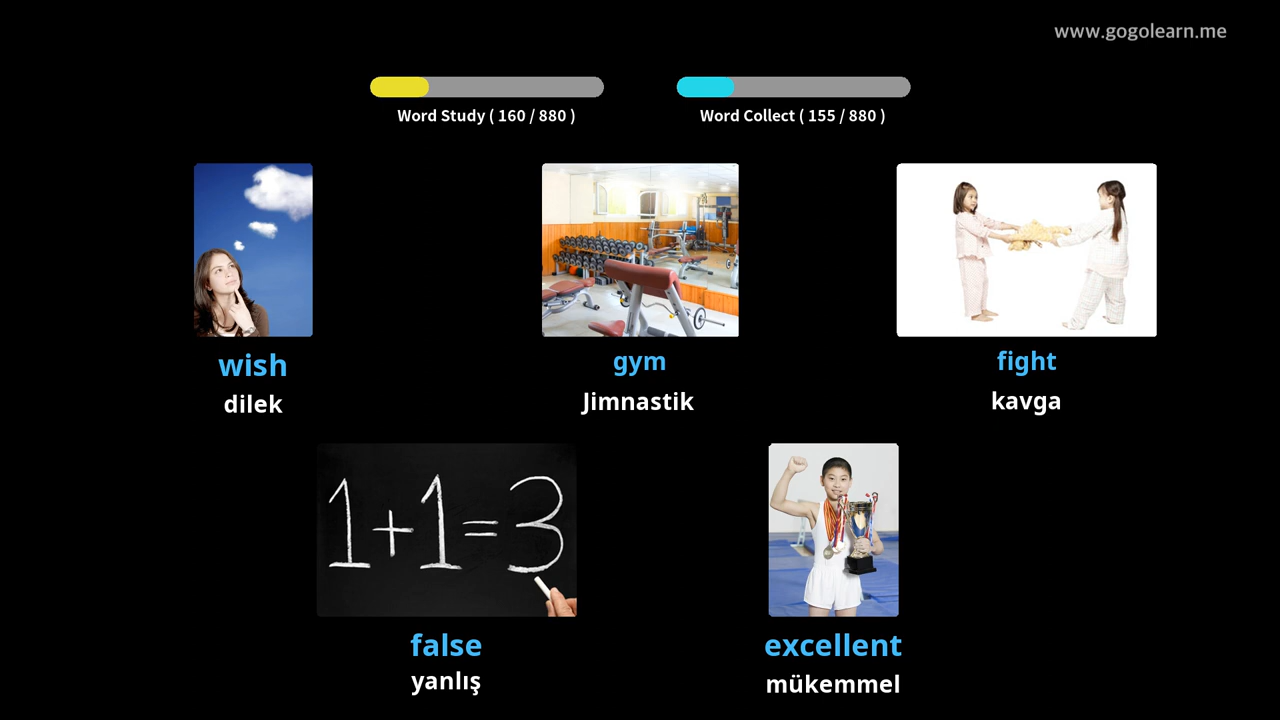 www.gogolearn.me
Word Study ( 160 / 880 )
Word Collect ( 155 / 880 )
wish
dilek
gym
Jimnastik
fight
kavga
1+1=3
false
yanlış
excellent
mükemmel